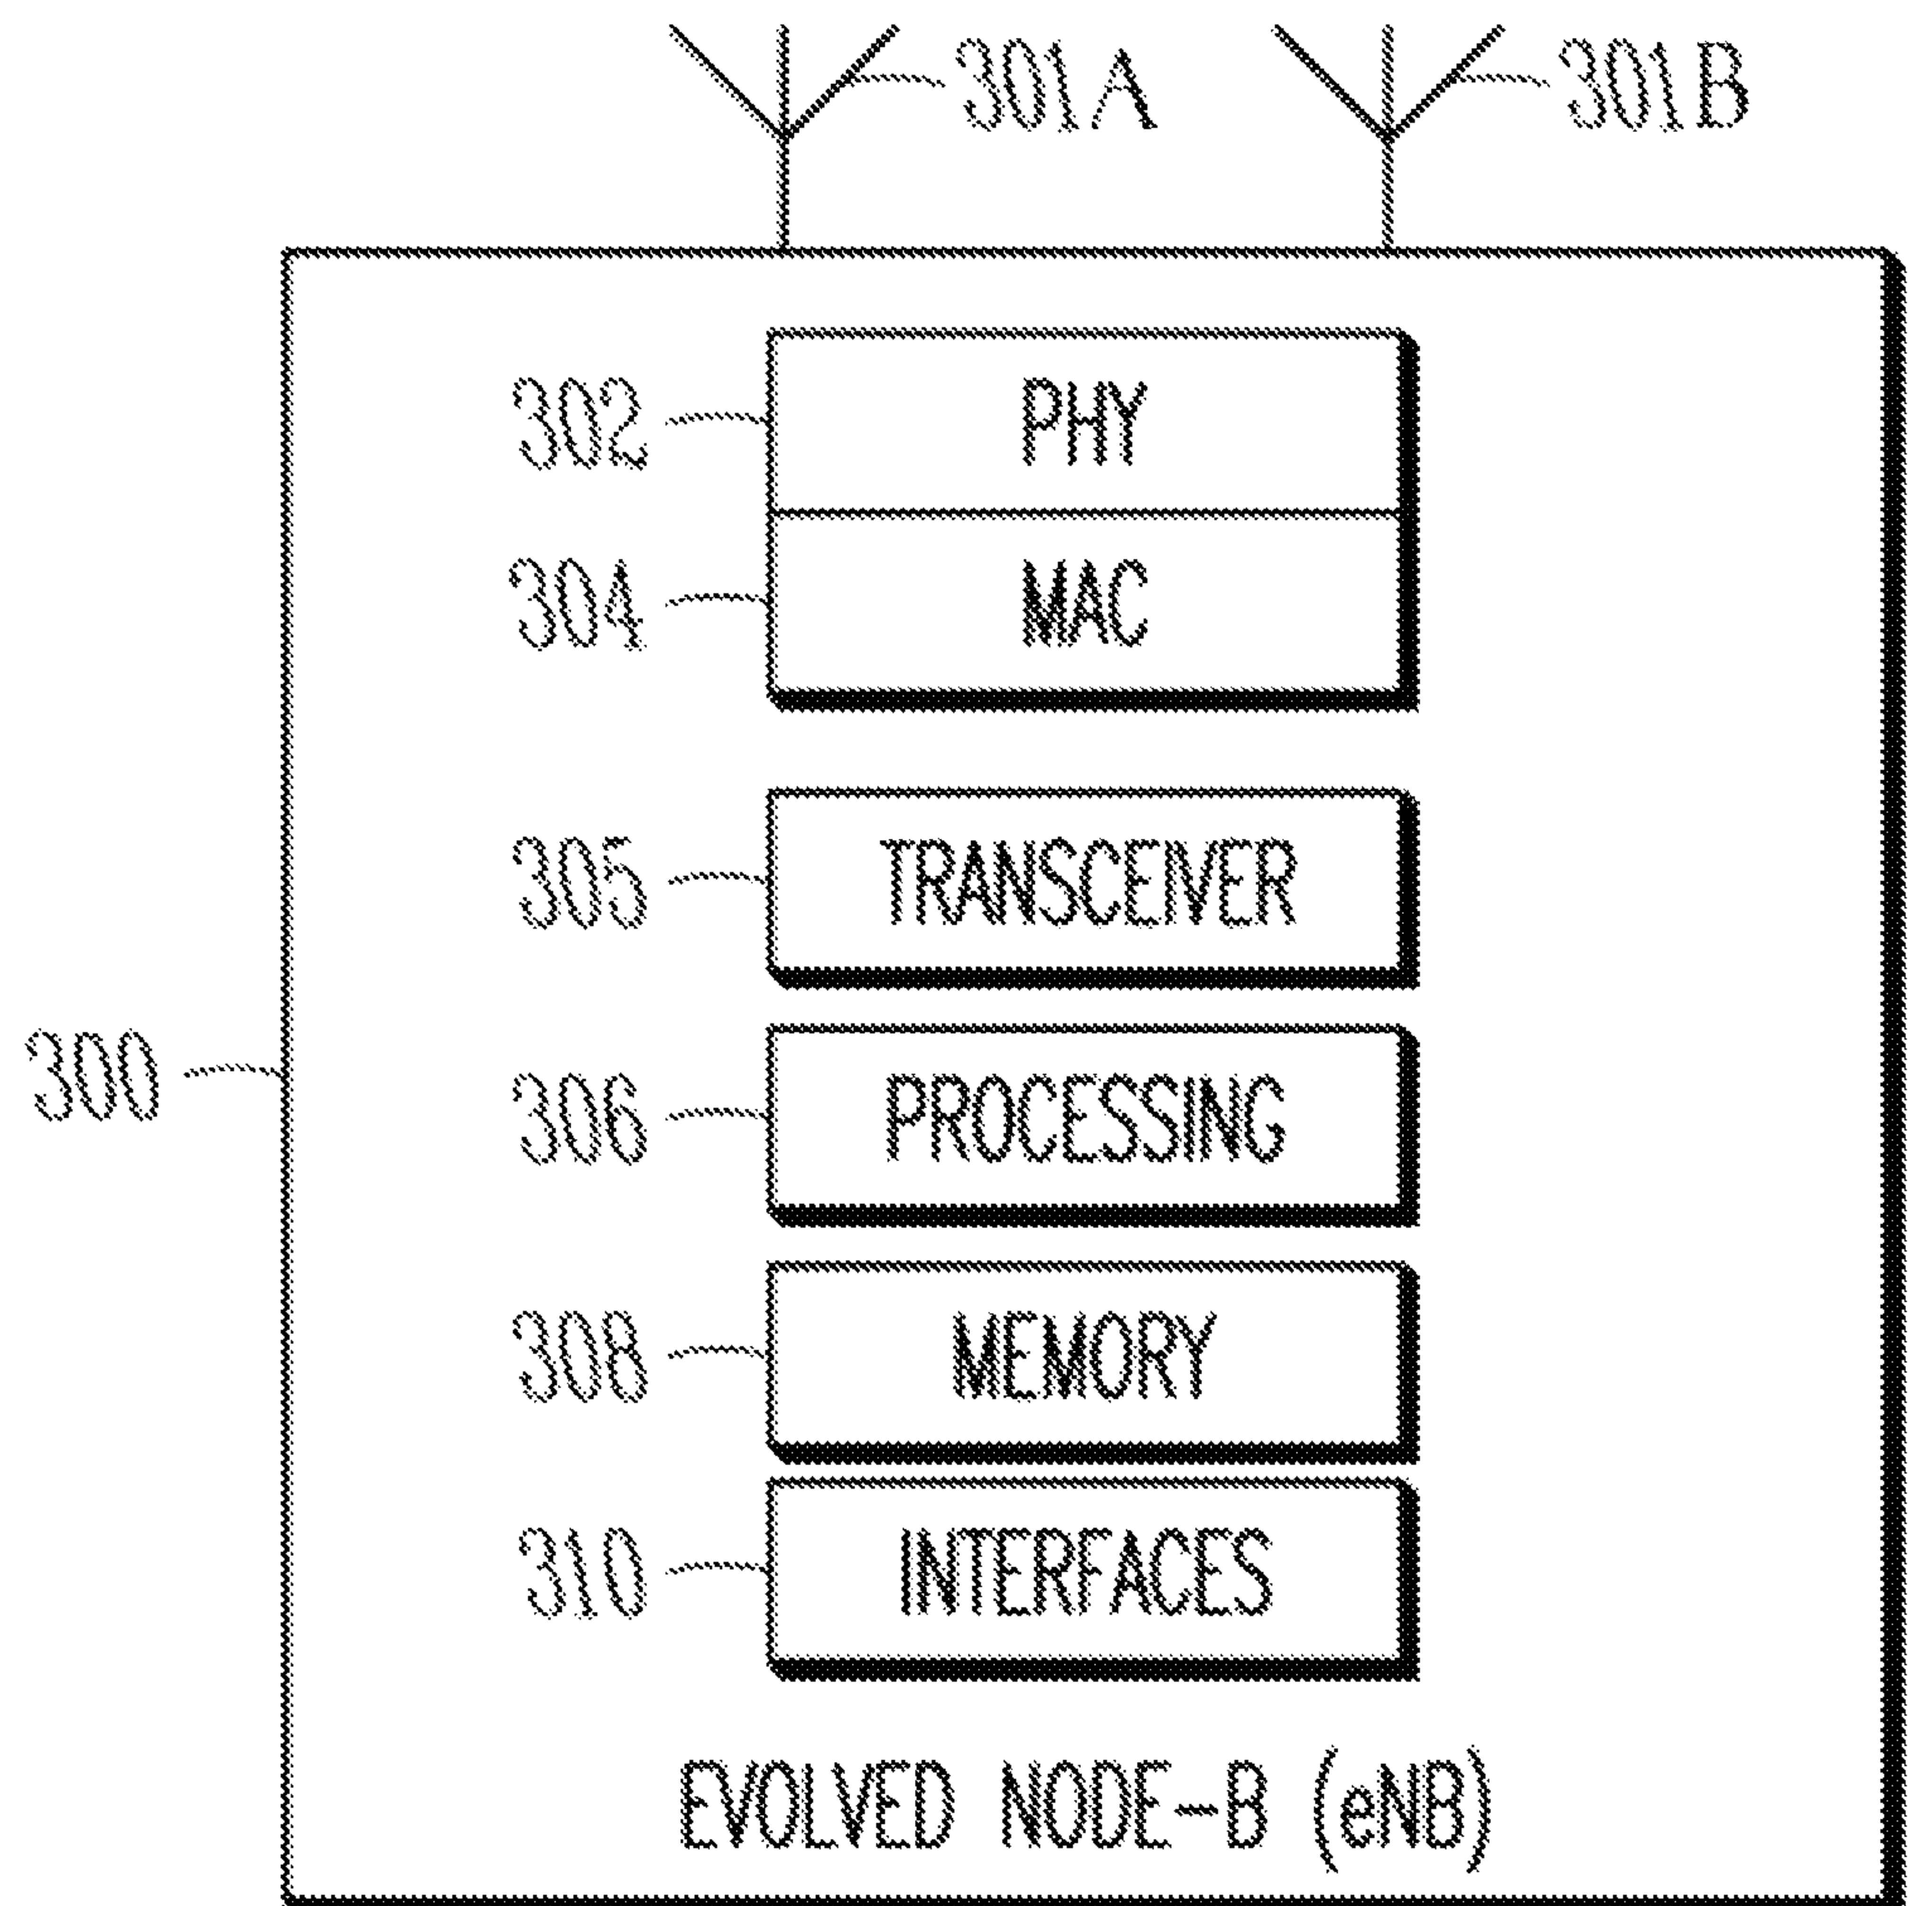 301A 301B
302 PHY
304 MAC
305 TRANSCEIVER
300
306 PROCESSING
308 MEMORY
310 INTERFACES
EVOLVED NODE-B (eNB)